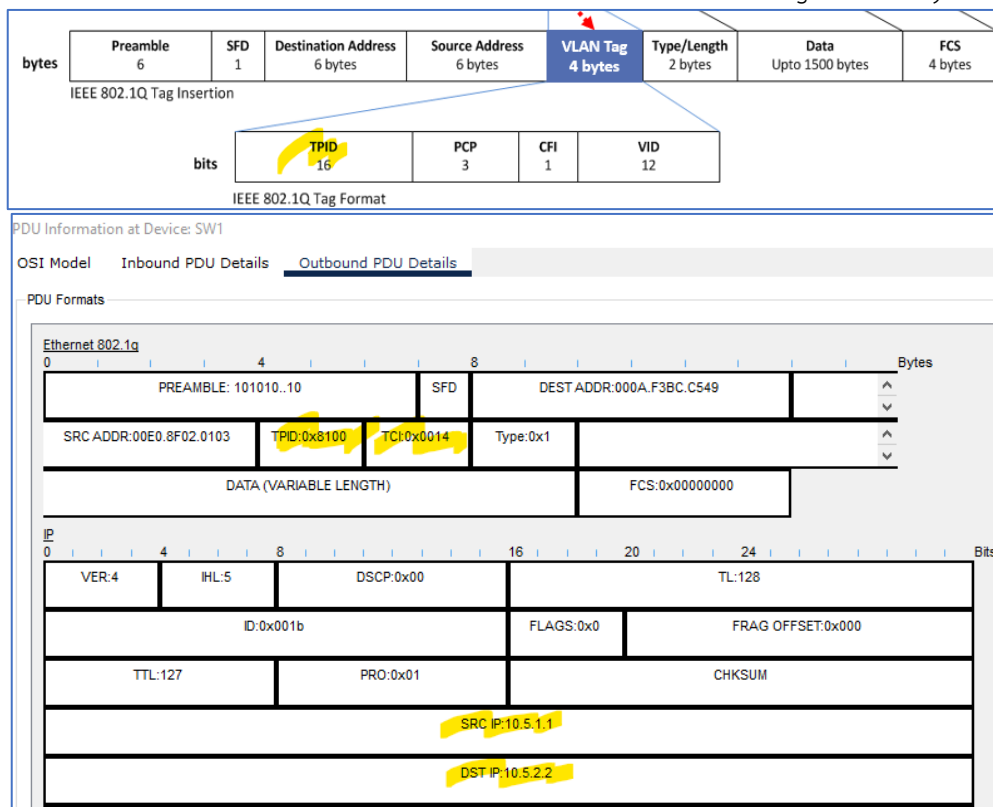 bytes
Preamble SFD Destination Address Source Address VLAN Tag Type/Length Data FCS
6 1 6 bytes 6 bytes 4 bytes 2 bytes Upto 1500 bytes 4 bytes
IEEE 802.1Q Tag Insertion
bits
TPID PCP CFI VID
16 3 1 12
IEEE 802.1Q Tag Format
PDU Information at Device: SW1
OSI Model Inbound PDU Details Outbound PDU Details
PDU Formats
Ethernet 802.1q
0 4 8 Bytes
PREAMBLE: 101010..10 SFD DEST ADDR:000A.F3BC.C549
SRC ADDR:00E0.8F02.0103 TPID:0x8100 TCI:0x0014 Type:0x1
DATA (VARIABLE LENGTH) FCS:0x00000000
IP
0 4 8 16 20 24 Bits
VER:4 IHL:5 DSCP:0x00 TL:128
ID:0x001b FLAGS:0x0 FRAG OFFSET:0x000
TTL:127 PRO:0x01 CHKSUM
SRC IP:10.5.1.1
DST IP:10.5.2.2